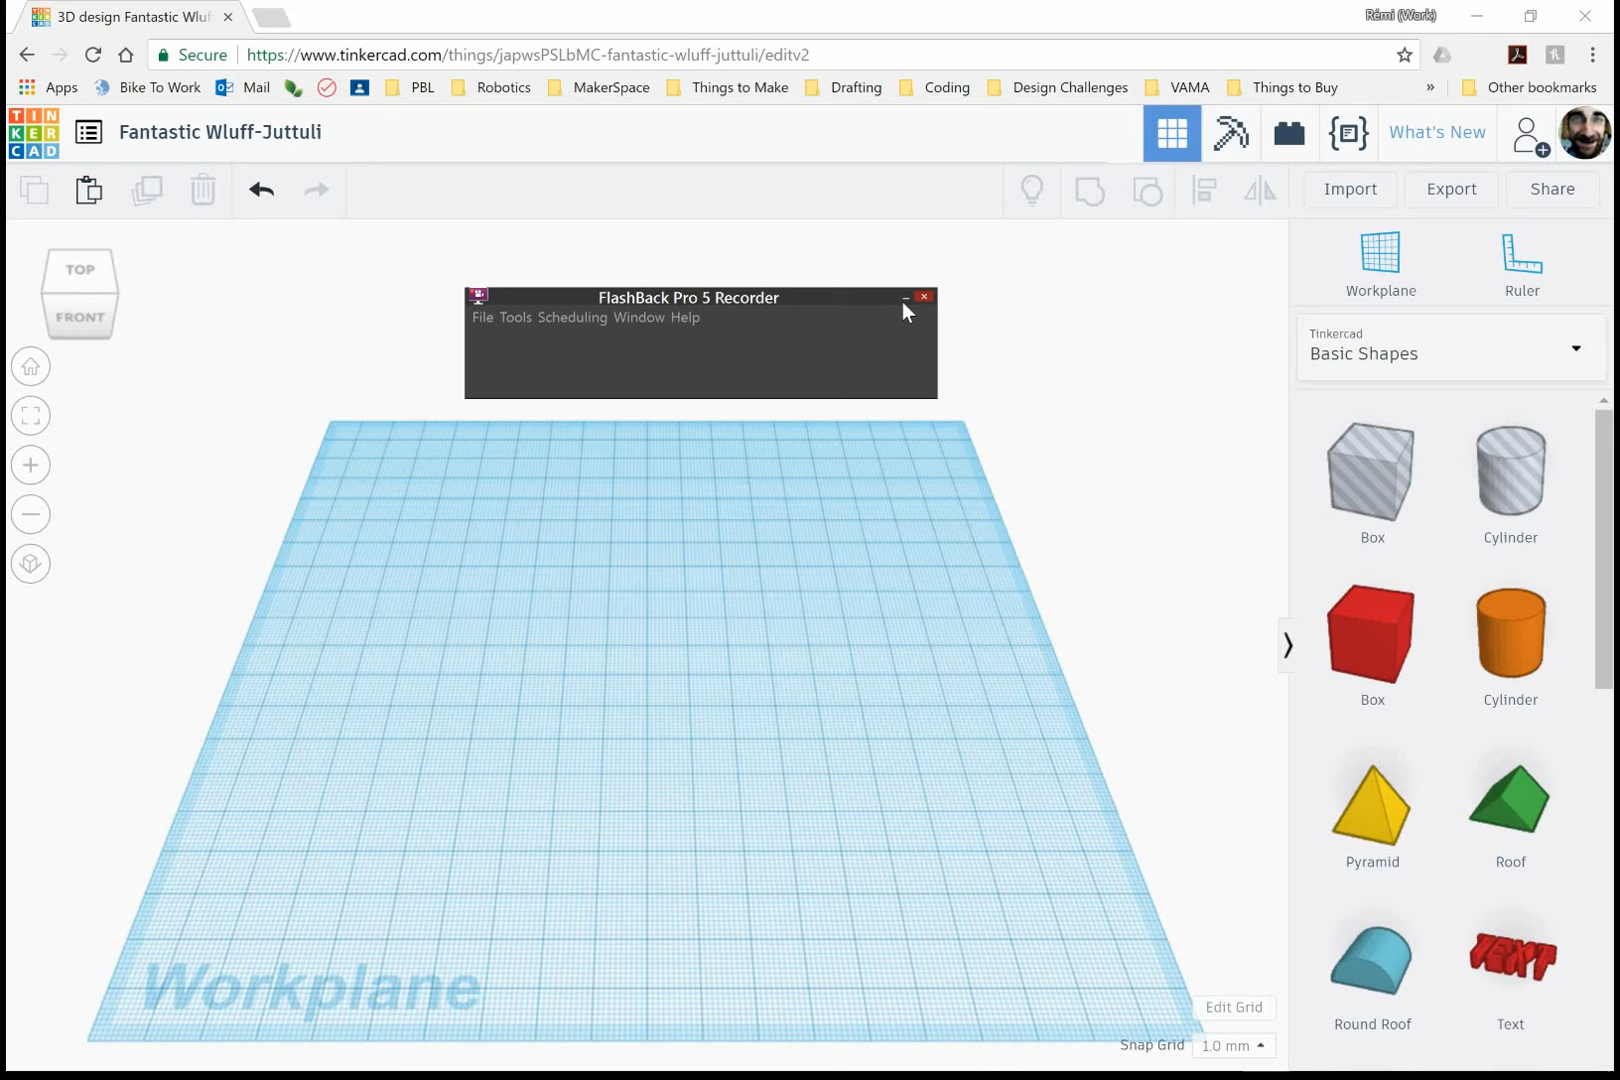 3D design Fantastic Wluf
Rémi (Work)
Secure
https://www.tinkercad.com/things/japwsPSLbMC-fantastic-wluff-juttuli/editv2
Apps
Bike To Work
Mail
PBL
Robotics
MakerSpace
Things to Make
Drafting
Coding
Design Challenges
VAMA
Things to Buy
»
Other bookmarks
TIN
KER
CAD
Fantastic Wluff-Juttuli
What's New
Import
Export
Share
TOP
FRONT
FlashBack Pro 5 Recorder
File Tools Scheduling Window Help
Workplane
Ruler
Tinkercad
Basic Shapes
Box
Cylinder
Box
Cylinder
Pyramid
Roof
TEXT
Round Roof
Text
Workplane
Edit Grid
Snap Grid
1.0 mm